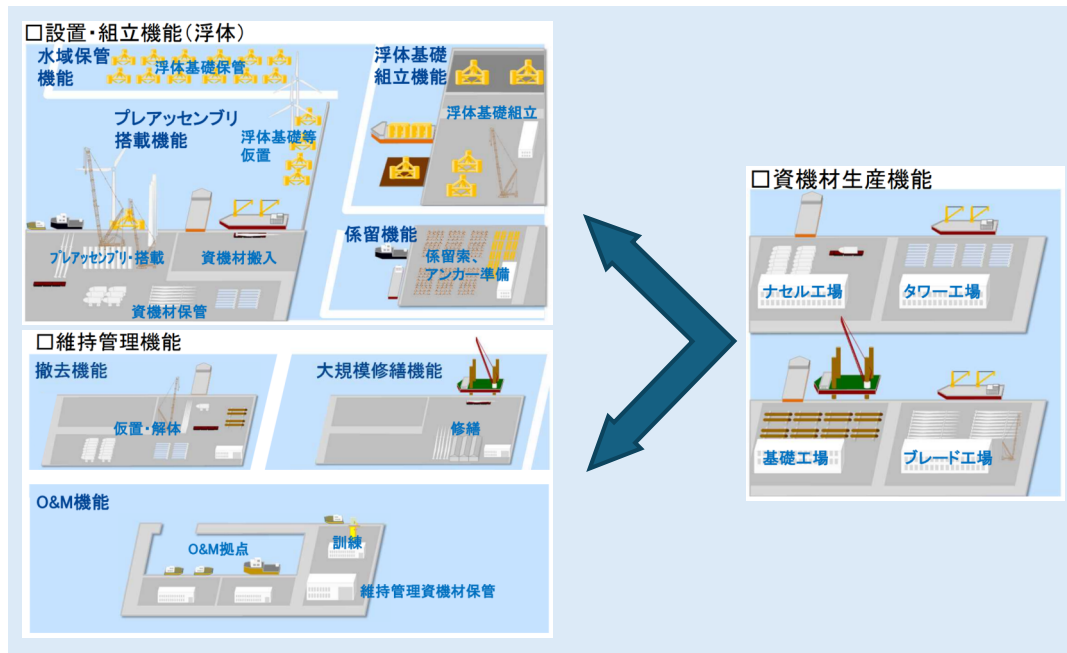 □設置・組立機能(浮体)
水域保管
機能
浮体基礎保管
浮体基礎
組立機能
浮体基礎組立
プレアッセンブリ
搭載機能
浮体基礎等
仮置
プレアッセンブリ・搭載
資機材搬入
資機材保管
係留機能
係留索、
アンカー準備
□維持管理機能
撤去機能
仮置・解体
大規模修繕機能
修繕
O&M機能
O&M拠点
訓練
維持管理資機材保管
□資機材生産機能
ナセル工場
タワー工場
基礎工場
ブレード工場